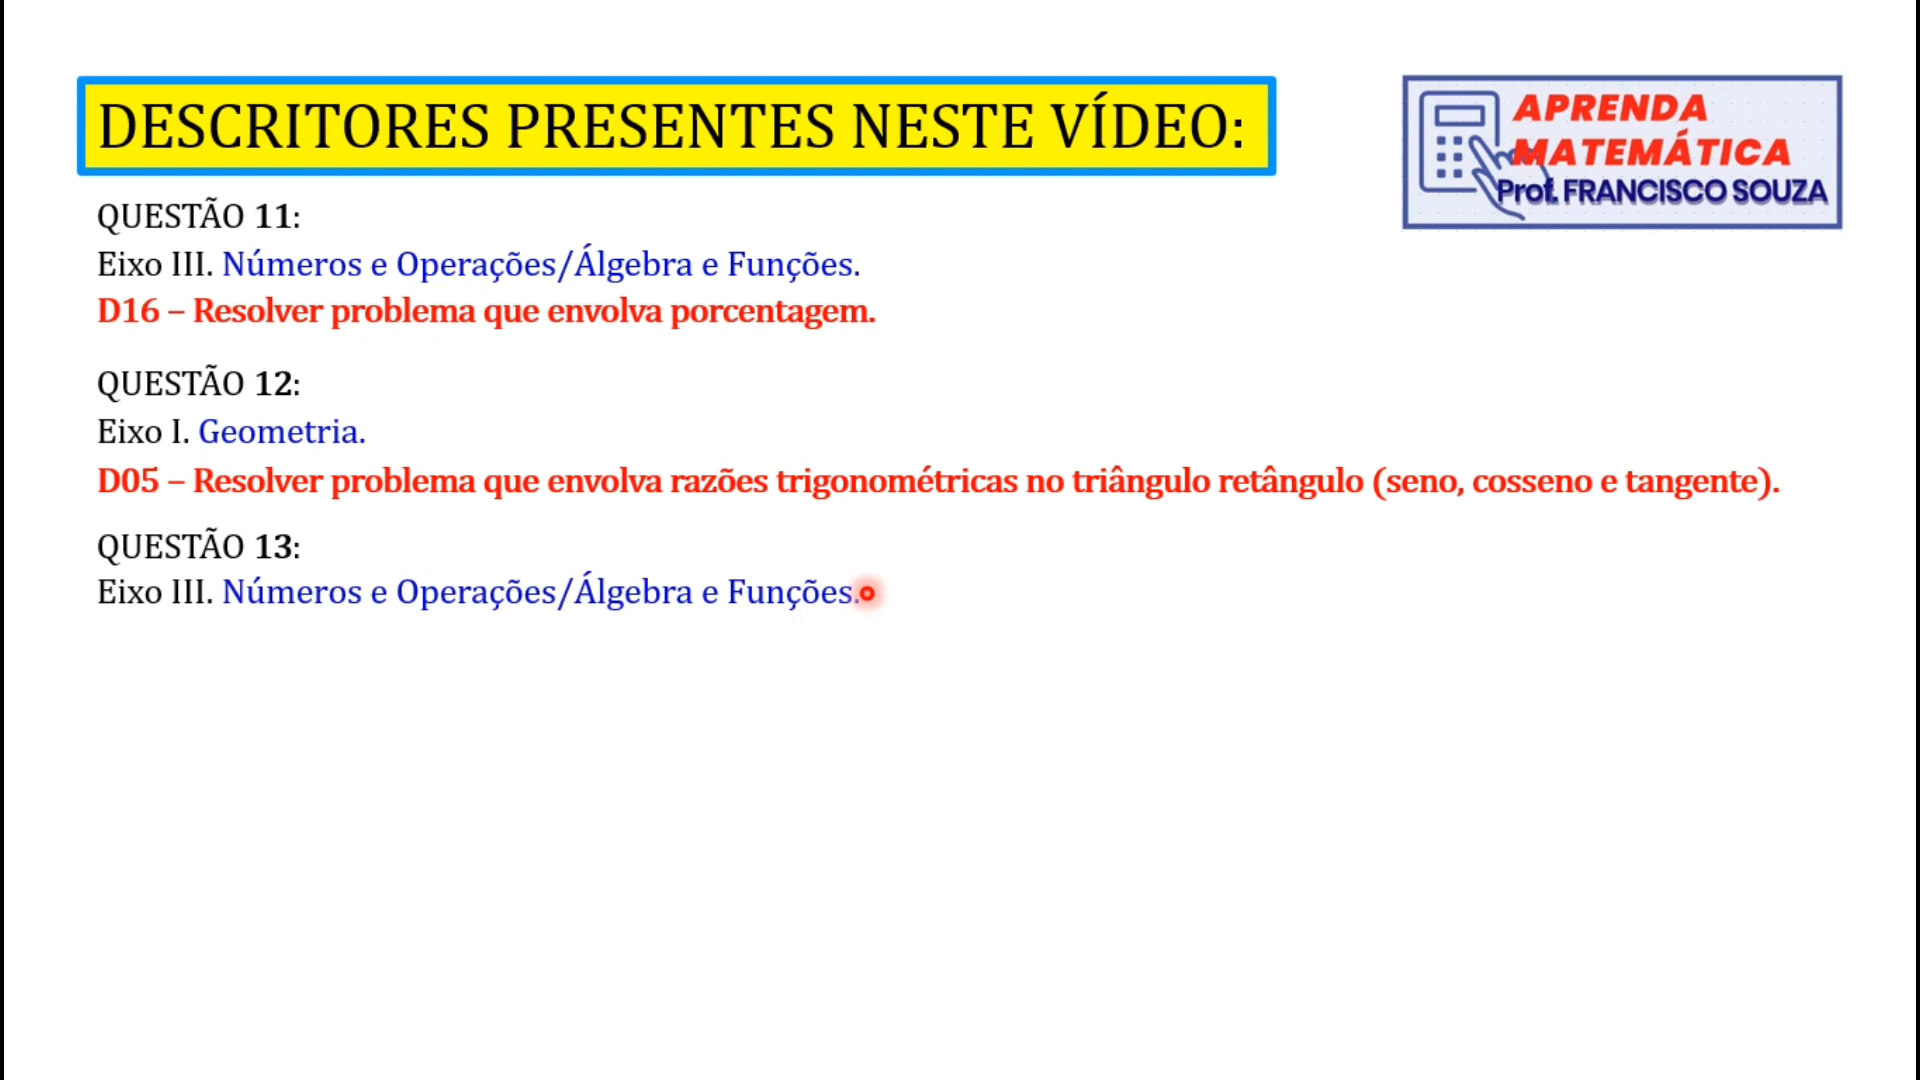 DESCRITORES PRESENTES NESTE VÍDEO:
APRENDA
MATEMÁTICA
Prof. FRANCISCO SOUZA
QUESTÃO 11:
Eixo III. Números e Operações/Álgebra e Funções.
D16 – Resolver problema que envolva porcentagem.
QUESTÃO 12:
Eixo I. Geometria.
D05 – Resolver problema que envolva razões trigonométricas no triângulo retângulo (seno, cosseno e tangente).
QUESTÃO 13:
Eixo III. Números e Operações/Álgebra e Funções.